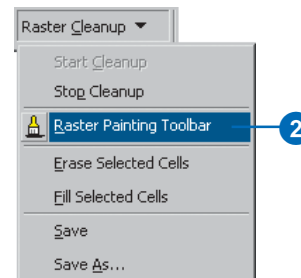 Raster Cleanup
Start Cleanup
Stop Cleanup
Raster Painting Toolbar
2
Erase Selected Cells
Fill Selected Cells
Save
Save As...